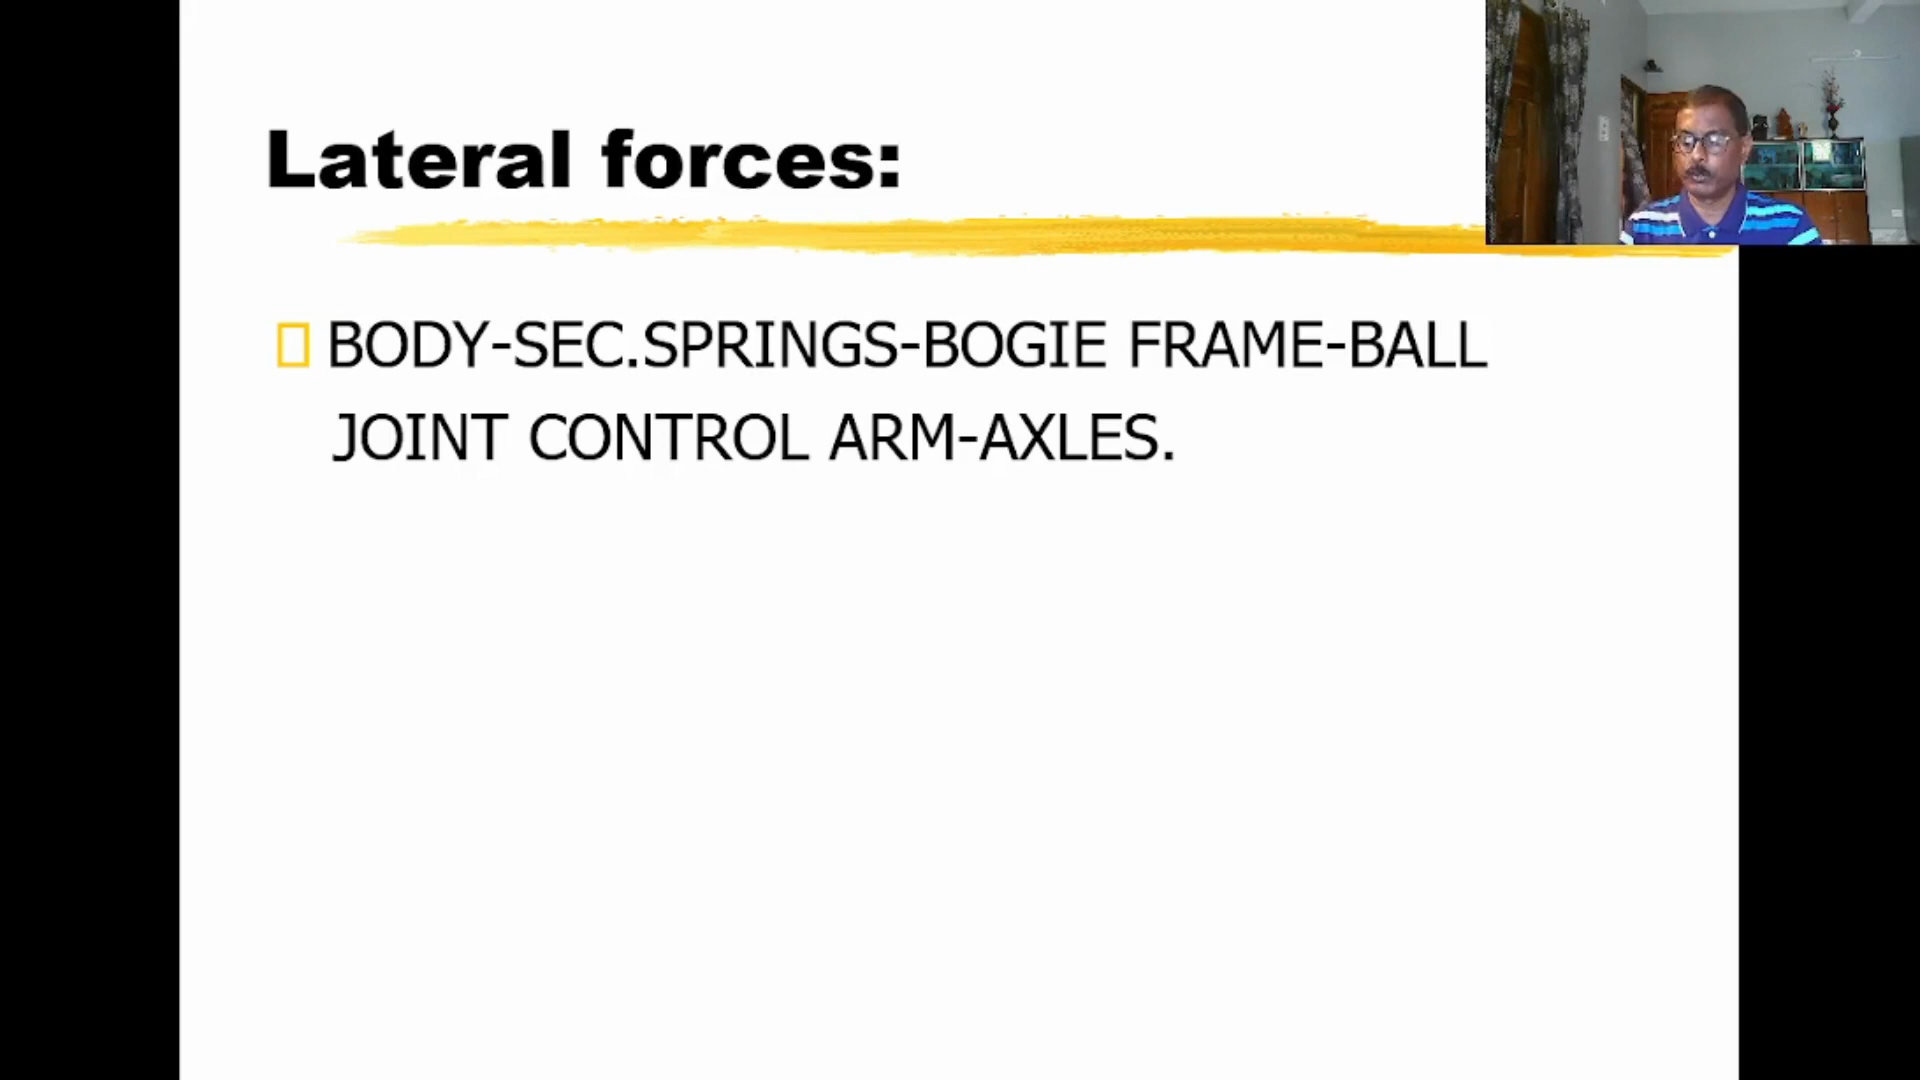 Lateral forces:
BODY-SEC.SPRINGS-BOGIE FRAME-BALL
JOINT CONTROL ARM-AXLES.